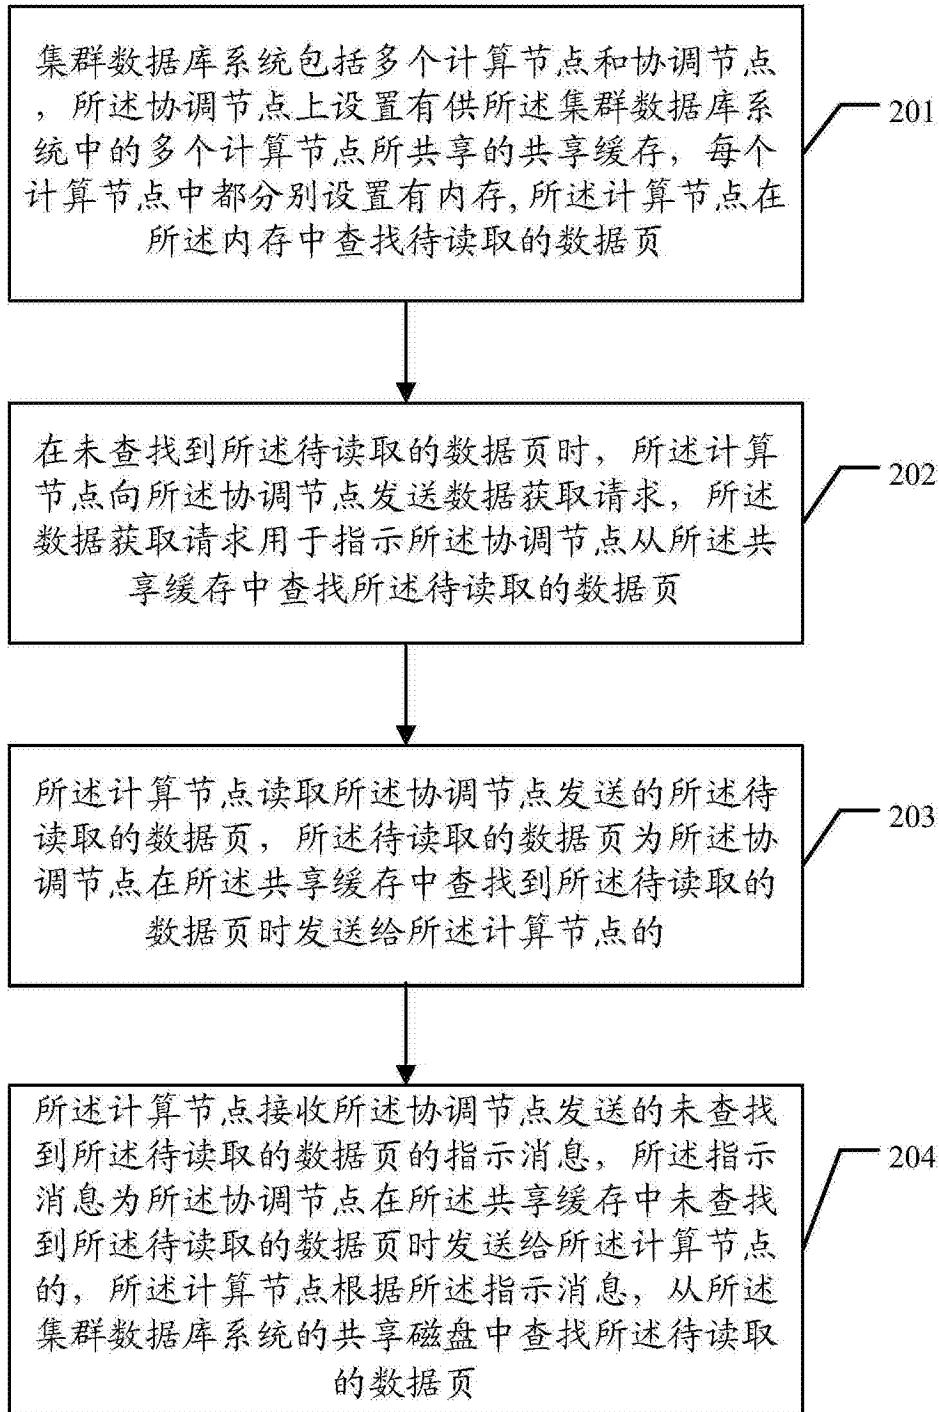 集群数据库系统包括多个计算节点和协调节点
，所述协调节点上设置有供所述集群数据库系
统中的多个计算节点所共享的共享缓存，每个
计算节点中都分别设置有内存,所述计算节点在
所述内存中查找待读取的数据页
201
在未查找到所述待读取的数据页时，所述计算
节点向所述协调节点发送数据获取请求，所述
数据获取请求用于指示所述协调节点从所述共
享缓存中查找所述待读取的数据页
202
所述计算节点读取所述协调节点发送的所述待
读取的数据页，所述待读取的数据页为所述协
调节点在所述共享缓存中查找到所述待读取的
数据页时发送给所述计算节点的
203
所述计算节点接收所述协调节点发送的未查找
到所述待读取的数据页的指示消息，所述指示
消息为所述协调节点在所述共享缓存中未查找
到所述待读取的数据页时发送给所述计算节点
的，所述计算节点根据所述指示消息，从所述
集群数据库系统的共享磁盘中查找所述待读取
的数据页
204